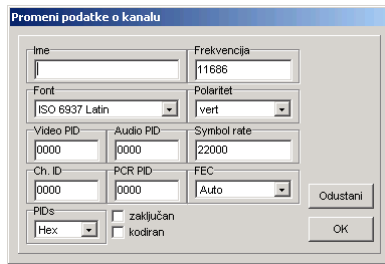 Promeni podatke o kanalu
Ime
Frekvencija
11686
Font
Polaritet
ISO 6937 Latin
vert
Video PID
Audio PID
Symbol rate
0000
0000
22000
Ch. ID
PCR PID
FEC
0000
0000
Auto
Odustani
PIDs
zaključan
Hex
kodiran
OK